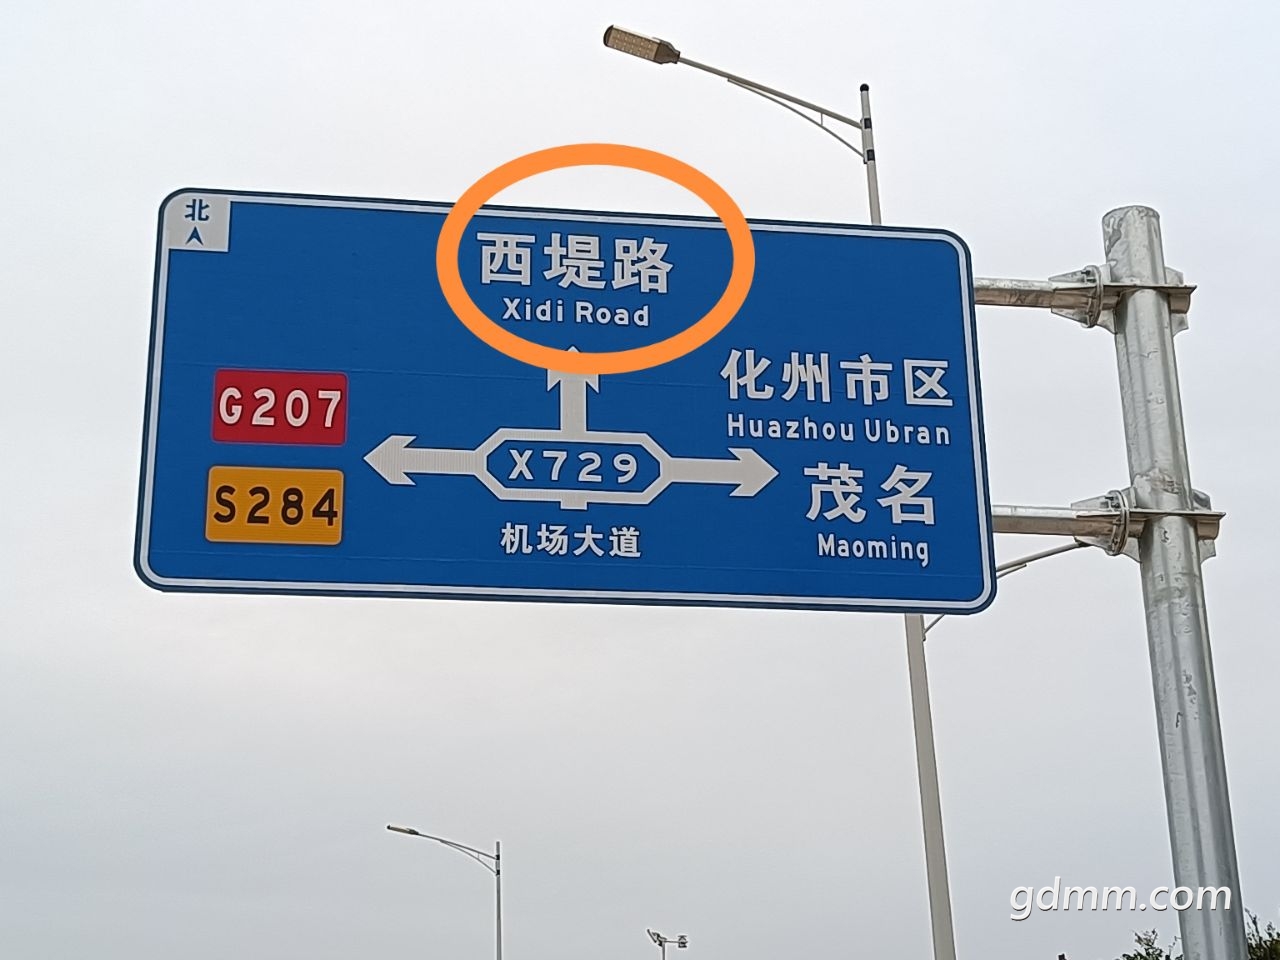 北
西堤路
Xidi Road
G207
S284
X729
机场大道
化州市区
Huazhou Ubran
茂名
Maoming
gdmm.com